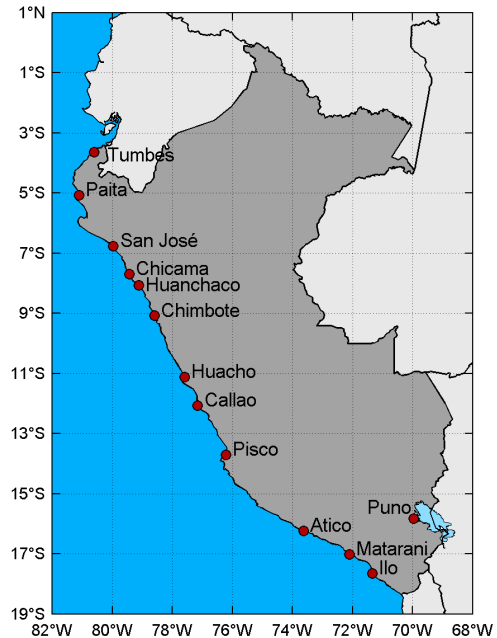 1°N
1°S
3°S
Tumbes
Paita
5°S
San José
7°S
Chicama
Huanchaco
Chimbote
9°S
Huacho
11°S
Callao
13°S
Pisco
15°S
Puno
Atico
Matarani
17°S
Ilo
19°S
82°W 80°W 78°W 76°W 74°W 72°W 70°W 68°W